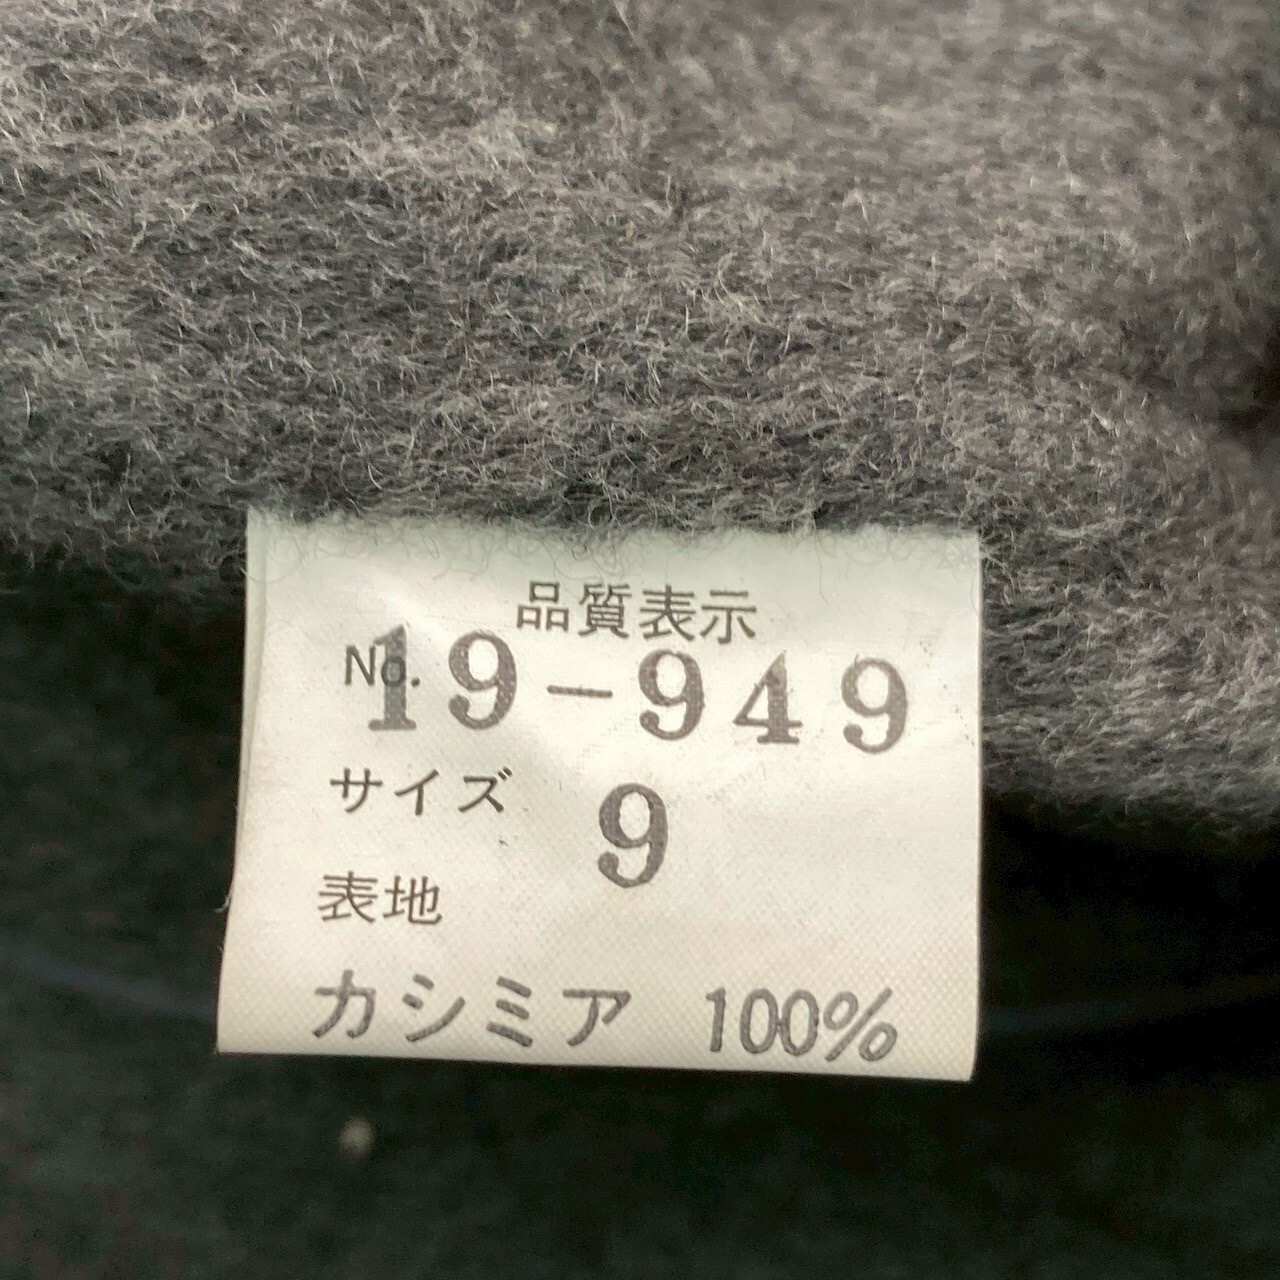 品質表示
No. 19-949
サイズ 9
表地
カシミア 100%